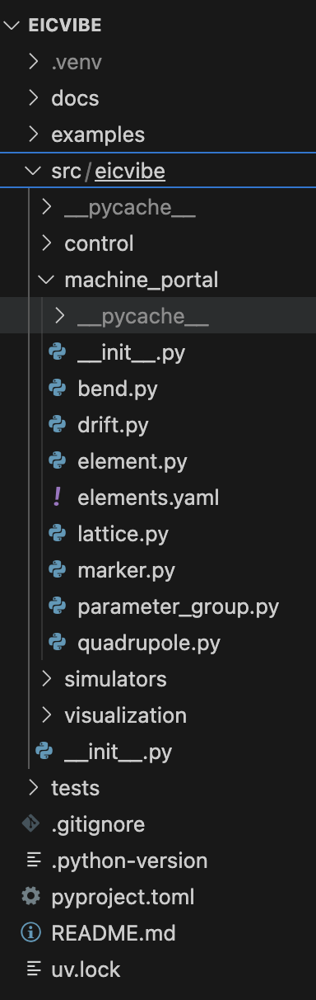 EICVIBE
.venv
docs
examples
src/eicvibe
__pycache__
control
machine_portal
__pycache__
__init__.py
bend.py
drift.py
element.py
! elements.yaml
lattice.py
marker.py
parameter_group.py
quadrupole.py
simulators
visualization
__init__.py
tests
.gitignore
.python-version
pyproject.toml
README.md
uv.lock